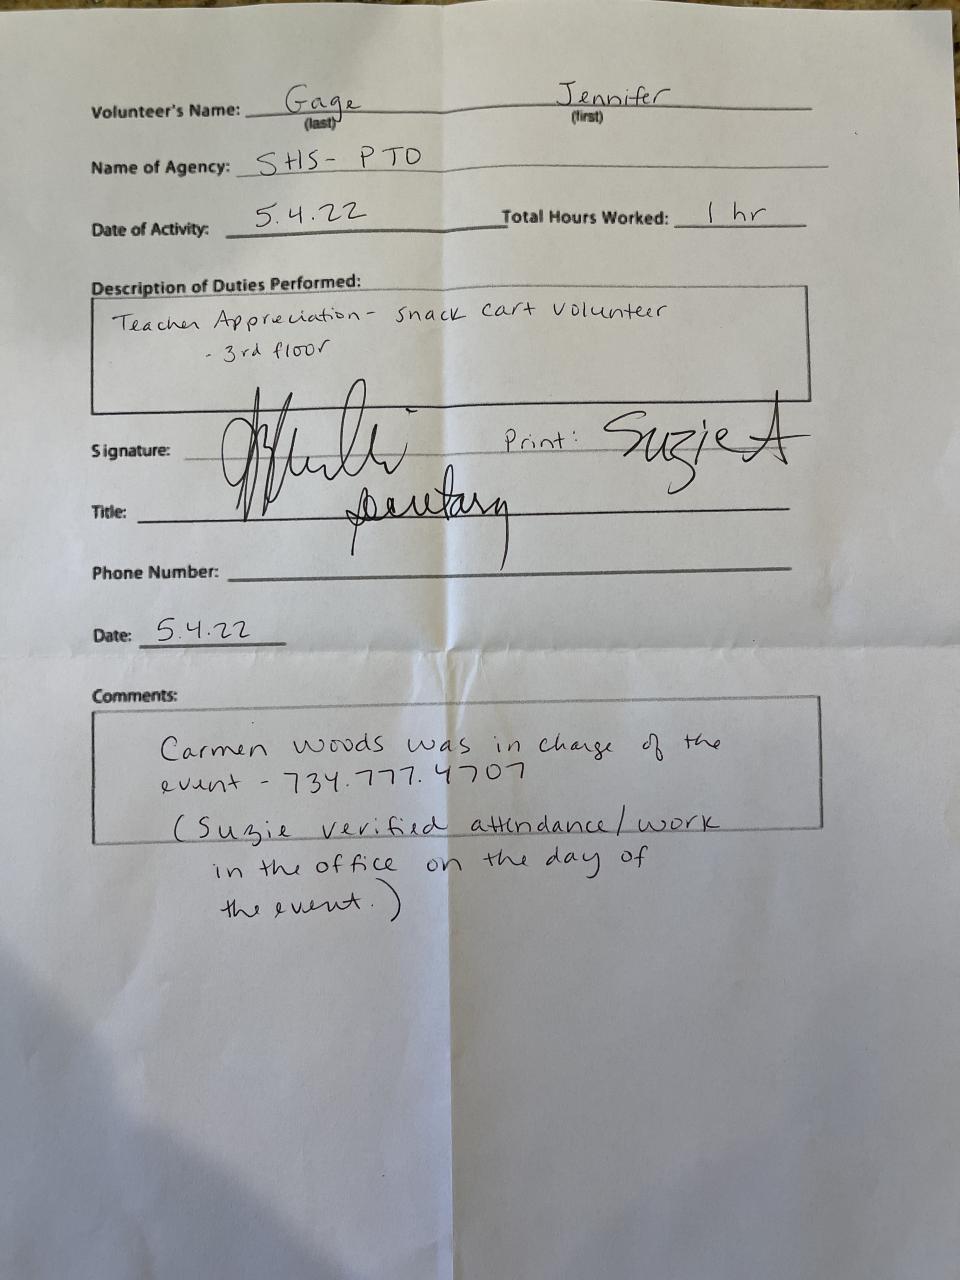 Volunteer's Name: Gage Jennifer
(last) (first)
Name of Agency: SHS- PTO
Date of Activity: 5.4.22 Total Hours Worked: 1 hr
Description of Duties Performed:
Teacher Appreciation- snack cart volunteer
- 3rd floor
Signature: Print: Suzie A
Title: Secretary
Phone Number:
Date: 5.4.22
Comments:
Carmen Woods was in charge of the
event - 734.777.4707
(Suzie verified attendance/work
in the office on the day of
the event.)